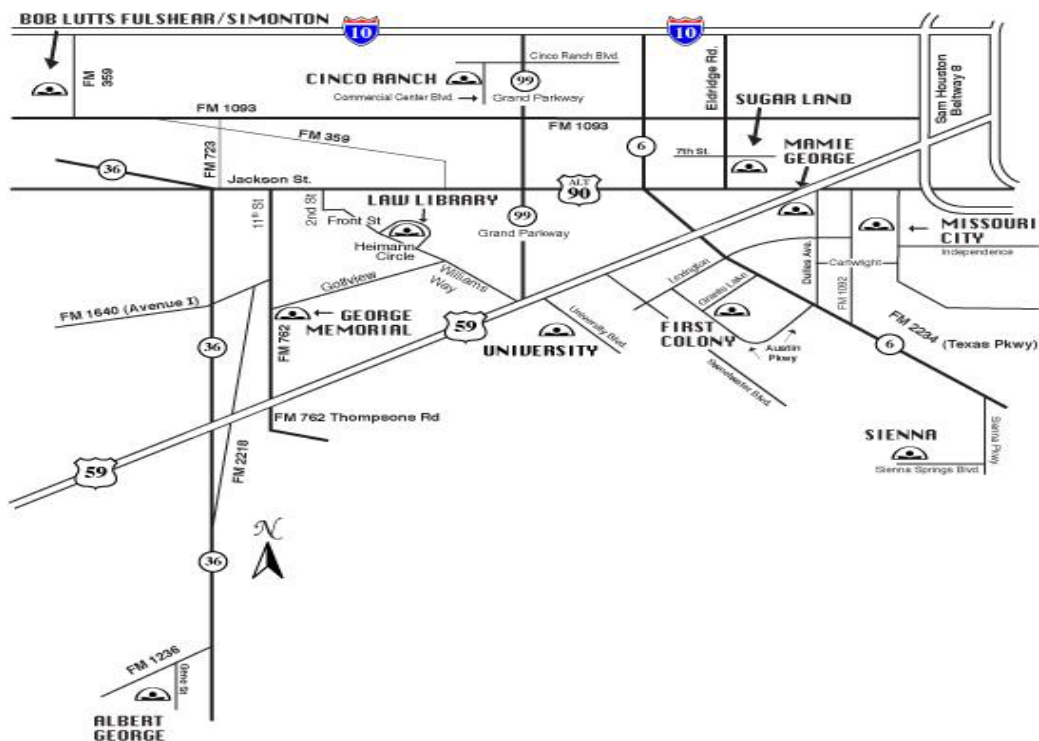 BOB LUTTS FULSHEAR/SIMONTON
10
10
Cinco Ranch Blvd.
FM 359
CINCO RANCH
99
Commercial Center Blvd.
Grand Parkway
Eldridge Rd.
Sam Houston
Beltway 8
SUGAR LAND
FM 1093
FM 1093
FM 359
FM 723
6
7th St.
MAMIE
GEORGE
36
Jackson St.
ALT
90
11th St
2nd St
LAW LIBRARY
Front St
Heimann
Circle
99
Grand Parkway
MISSOURI
CITY
Independence
Dulles Ave.
Cartwright
FM 1092
Golfview
Williams
Way
Lexington
Grants Lake
FM 1640 (Avenue I)
GEORGE
MEMORIAL
FM 762
59
UNIVERSITY
University Blvd.
FIRST
COLONY
Austin
Pkwy
Sweetwater Blvd.
6
FM 2234 (Texas Pkwy)
36
FM 762 Thompsons Rd
SIENNA
Sienna Pkwy
Sienna Springs Blvd
59
FM 2218
N
36
FM 1236
Gene St
ALBERT
GEORGE